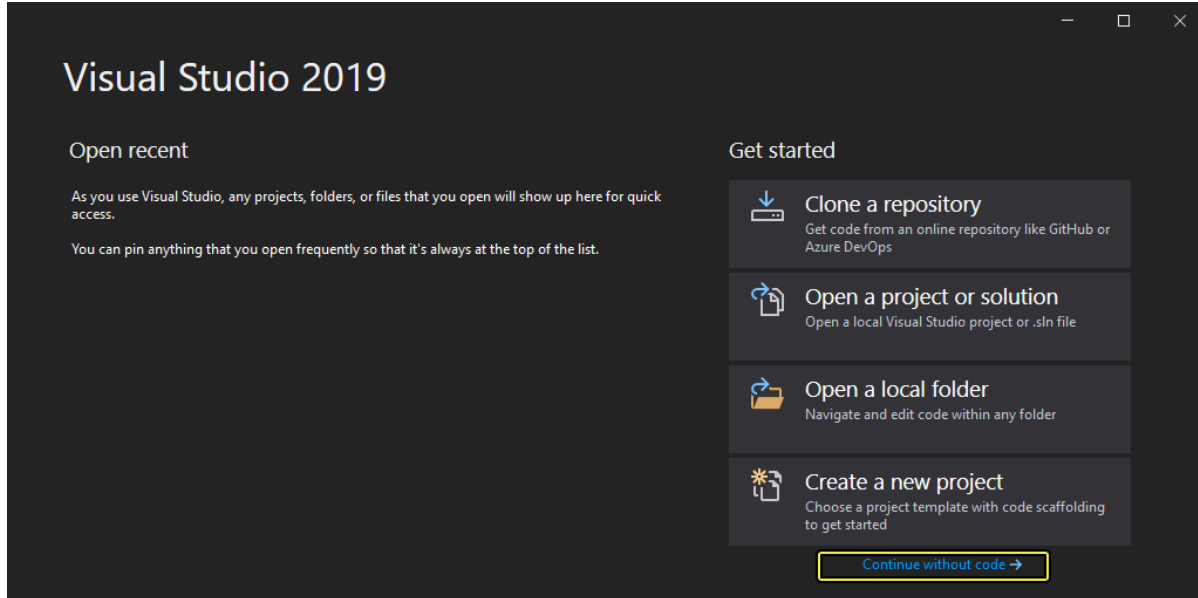 Visual Studio 2019
Open recent
As you use Visual Studio, any projects, folders, or files that you open will show up here for quick
access.
You can pin anything that you open frequently so that it's always at the top of the list.
Get started
Clone a repository
Get code from an online repository like GitHub or
Azure DevOps
Open a project or solution
Open a local Visual Studio project or .sln file
Open a local folder
Navigate and edit code within any folder
Create a new project
Choose a project template with code scaffolding
to get started
Continue without code →